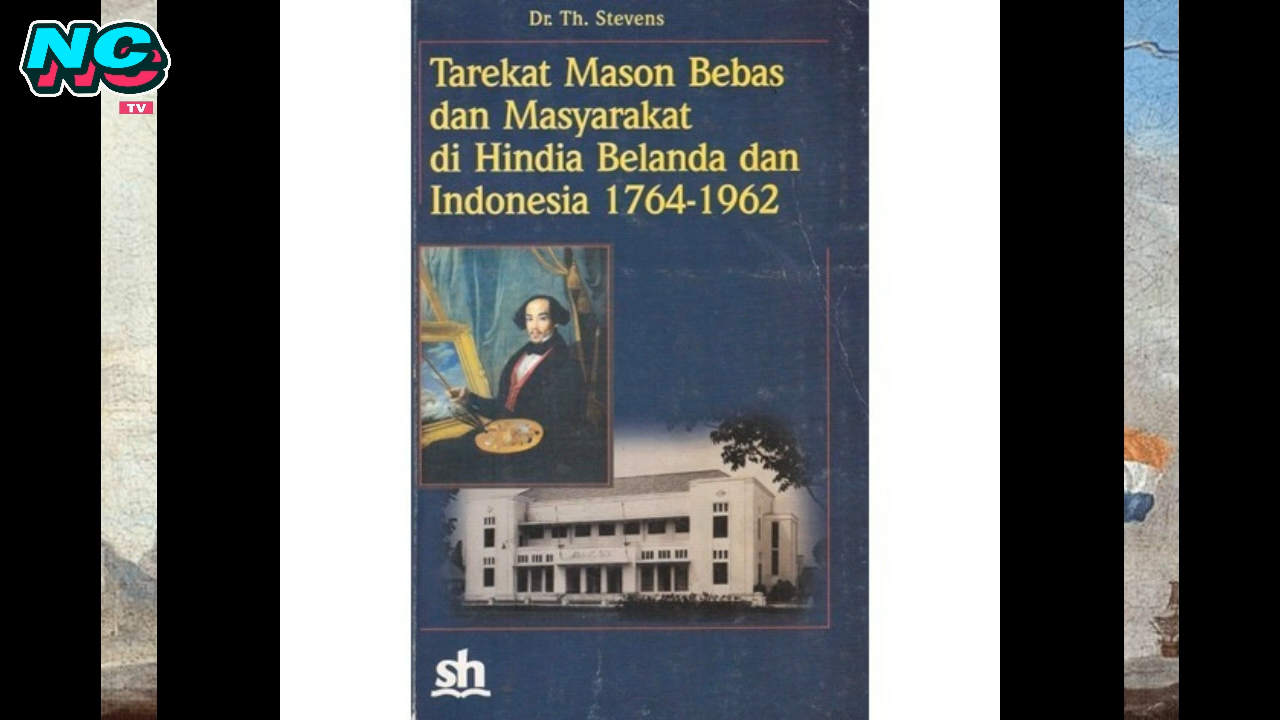 NC
TV
Dr. Th. Stevens
Tarekat Mason Bebas
dan Masyarakat
di Hindia Belanda dan
Indonesia 1764-1962
sh